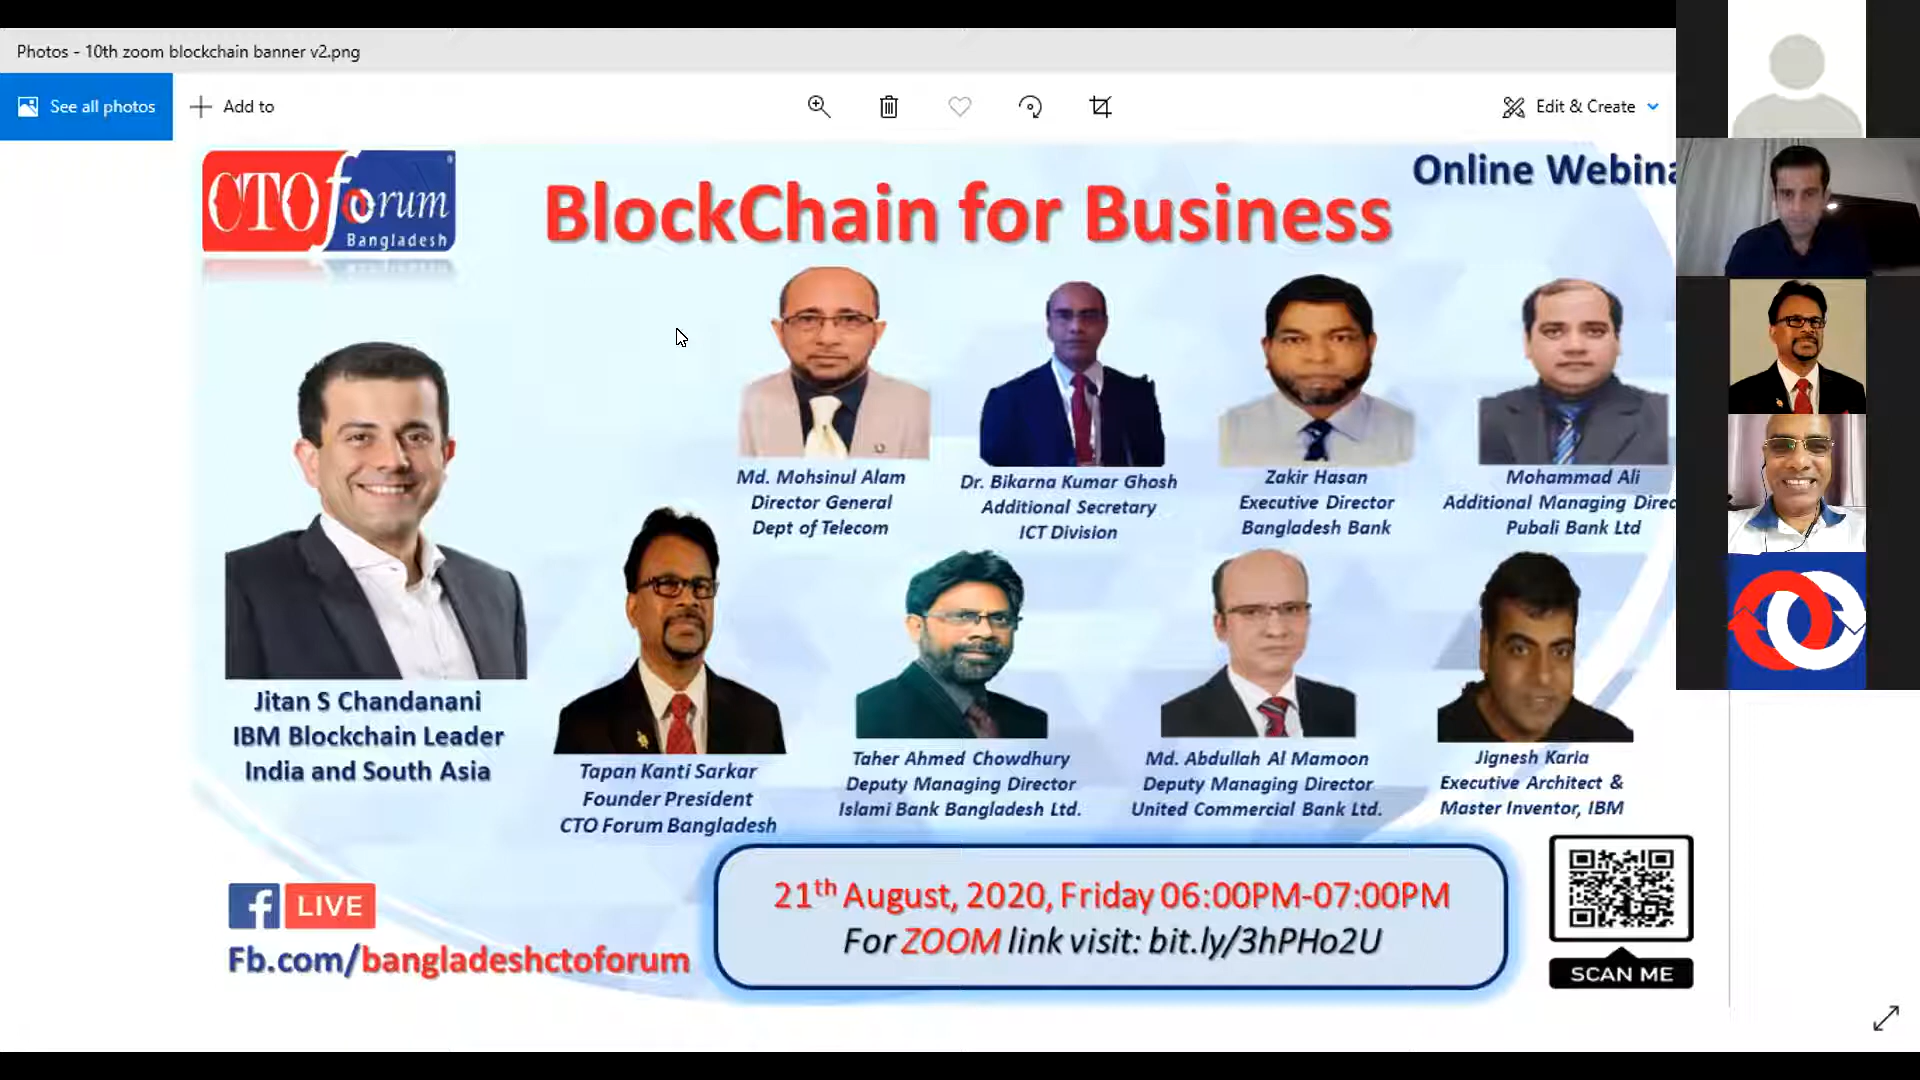 Photos - 10th zoom blockchain banner v2.png
See all photos
Add to
Edit & Create
CTO forum
Bangladesh
Online Webina
BlockChain for Business
Md. Mohsinul Alam
Director General
Dept of Telecom
Dr. Bikarna Kumar Ghosh
Additional Secretary
ICT Division
Zakir Hasan
Executive Director
Bangladesh Bank
Mohammad Ali
Additional Managing Direc
Pubali Bank Ltd
Jitan S Chandanani
IBM Blockchain Leader
India and South Asia
Tapan Kanti Sarkar
Founder President
CTO Forum Bangladesh
Taher Ahmed Chowdhury
Deputy Managing Director
Islami Bank Bangladesh Ltd.
Md. Abdullah Al Mamoon
Deputy Managing Director
United Commercial Bank Ltd.
Jignesh Karia
Executive Architect &
Master Inventor, IBM
f LIVE
Fb.com/bangladeshctoforum
21th August, 2020, Friday 06:00PM-07:00PM
For ZOOM link visit: bit.ly/3hPHo2U
SCAN ME